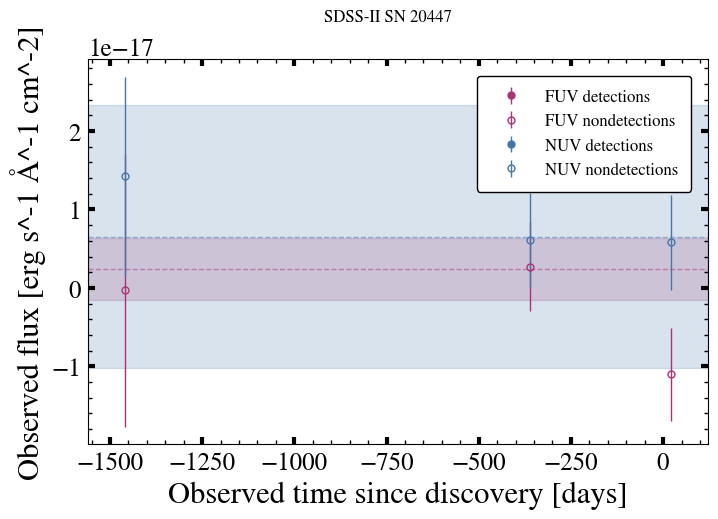 SDSS-II SN 20447
1e−17
FUV detections
FUV nondetections
NUV detections
NUV nondetections
2
1
0
−1
Observed flux [erg s^-1 Å^-1 cm^-2]
−1500 −1250 −1000 −750 −500 −250 0
Observed time since discovery [days]